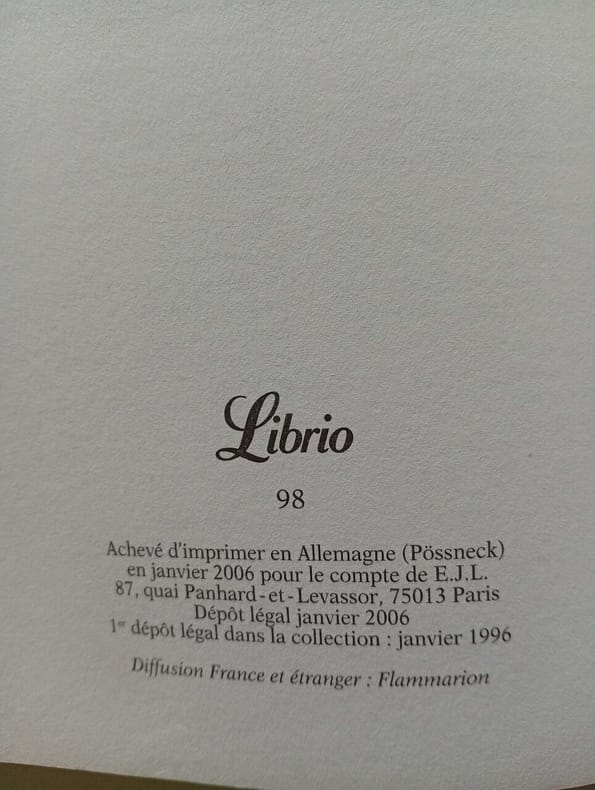 Librio
98
Achevé d'imprimer en Allemagne (Pössneck)
en janvier 2006 pour le compte de E.J.L.
87, quai Panhard-et-Levassor, 75013 Paris
Dépôt légal janvier 2006
1er dépôt légal dans la collection : janvier 1996
Diffusion France et étranger : Flammarion